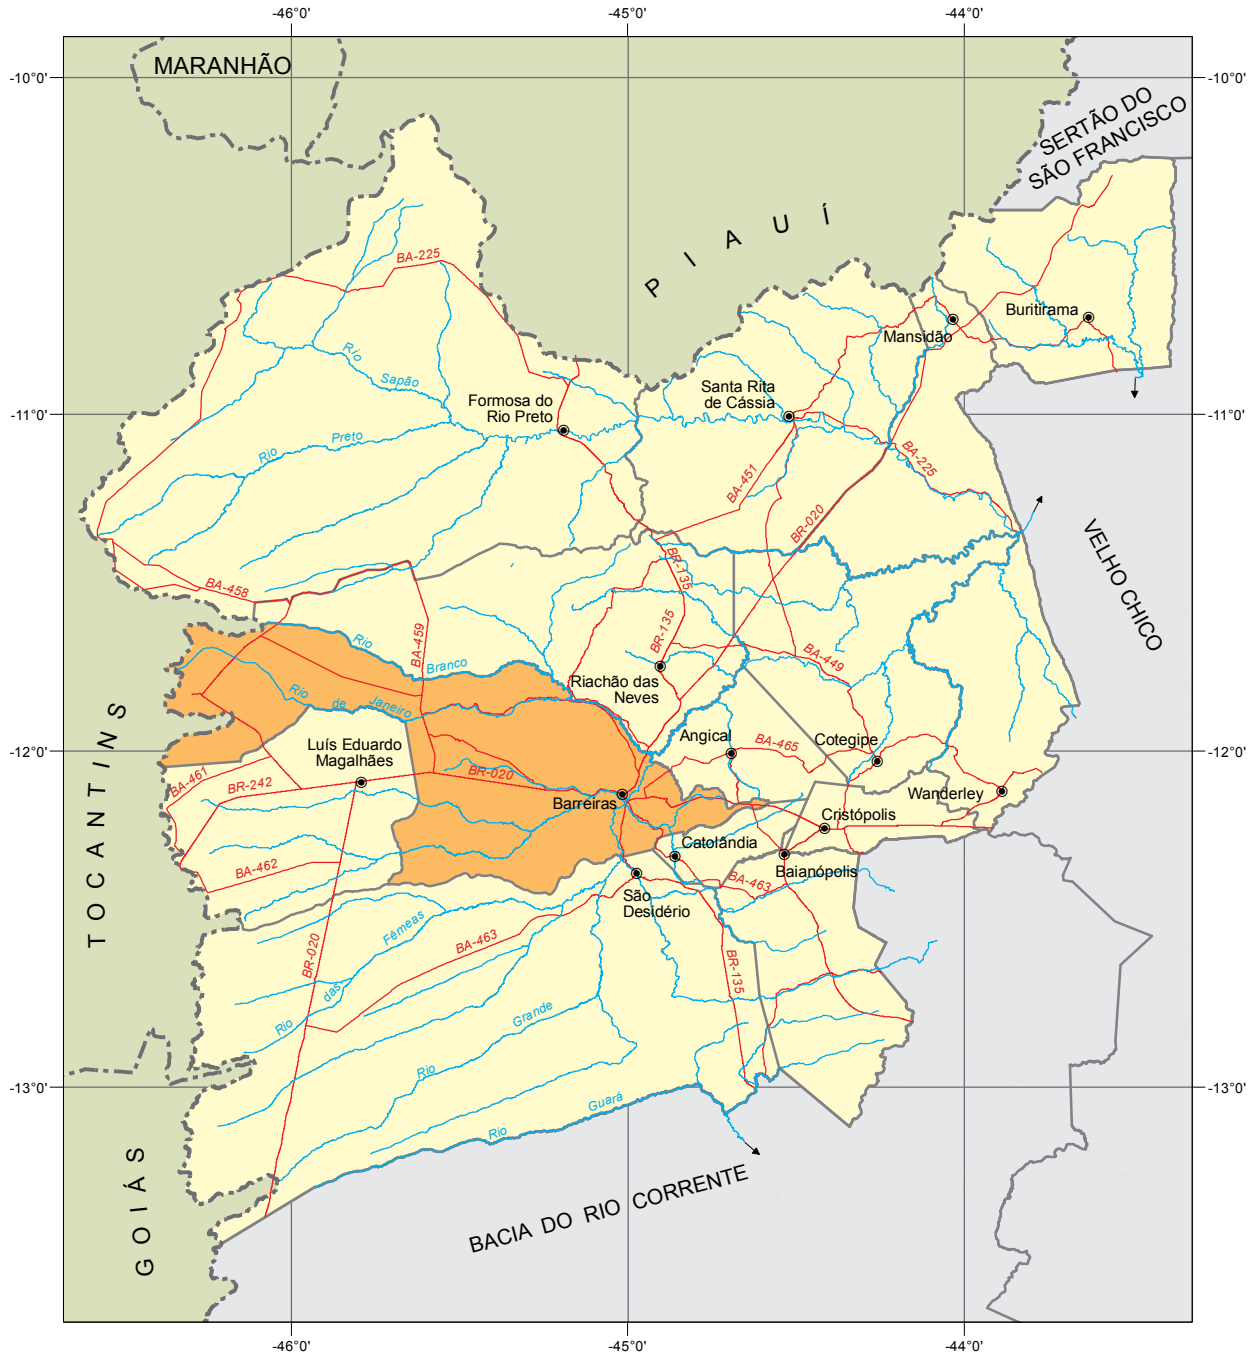 -46°0'
-45°0'
-44°0'
MARANHÃO
-10°0'
-10°0'
SERTÃO DO
SÃO FRANCISCO
PIAUÍ
BA-225
Buritirama
Mansidão
Rio
Sapão
Santa Rita
de Cássia
Formosa do
Rio Preto
-11°0'
-11°0'
Rio
Preto
BA-225
BA-451
BR-020
VELHO CHICO
BR-135
BA-458
BR-135
BA-459
Rio
Branco
BA-449
Riachão das
Neves
Rio
de
Janeiro
TOCANTINS
Luís Eduardo
Magalhães
Angical
BA-465
Cotegipe
-12°0'
-12°0'
BA-461
BR-242
BR-020
Barreiras
Wanderley
Cristópolis
Catolândia
BA-462
Baianópolis
BA-463
São
Desidério
Fêmeas
BA-463
BR-020
BR-135
das
Rio
Grande
Rio
-13°0'
-13°0'
Guará
Rio
GOIÁS
BACIA DO RIO CORRENTE
-46°0'
-45°0'
-44°0'